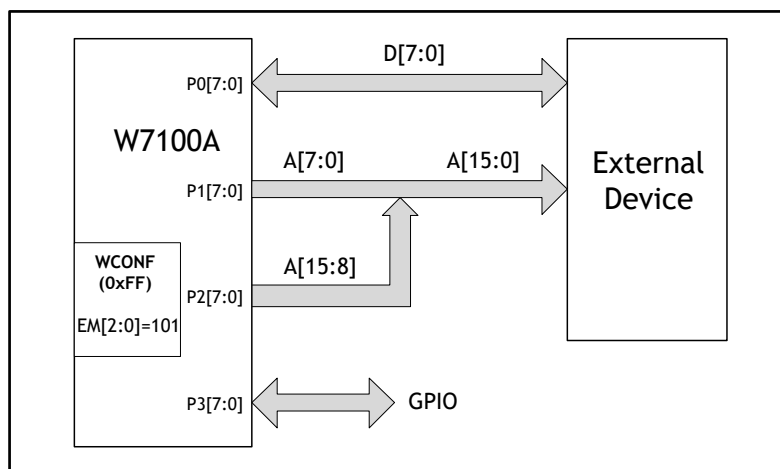 D[7:0]
P0[7:0]
W7100A
A[7:0]
A[15:0]
External
Device
P1[7:0]
WCONF
(0xFF)
EM[2:0]=101
A[15:8]
P2[7:0]
P3[7:0]
GPIO